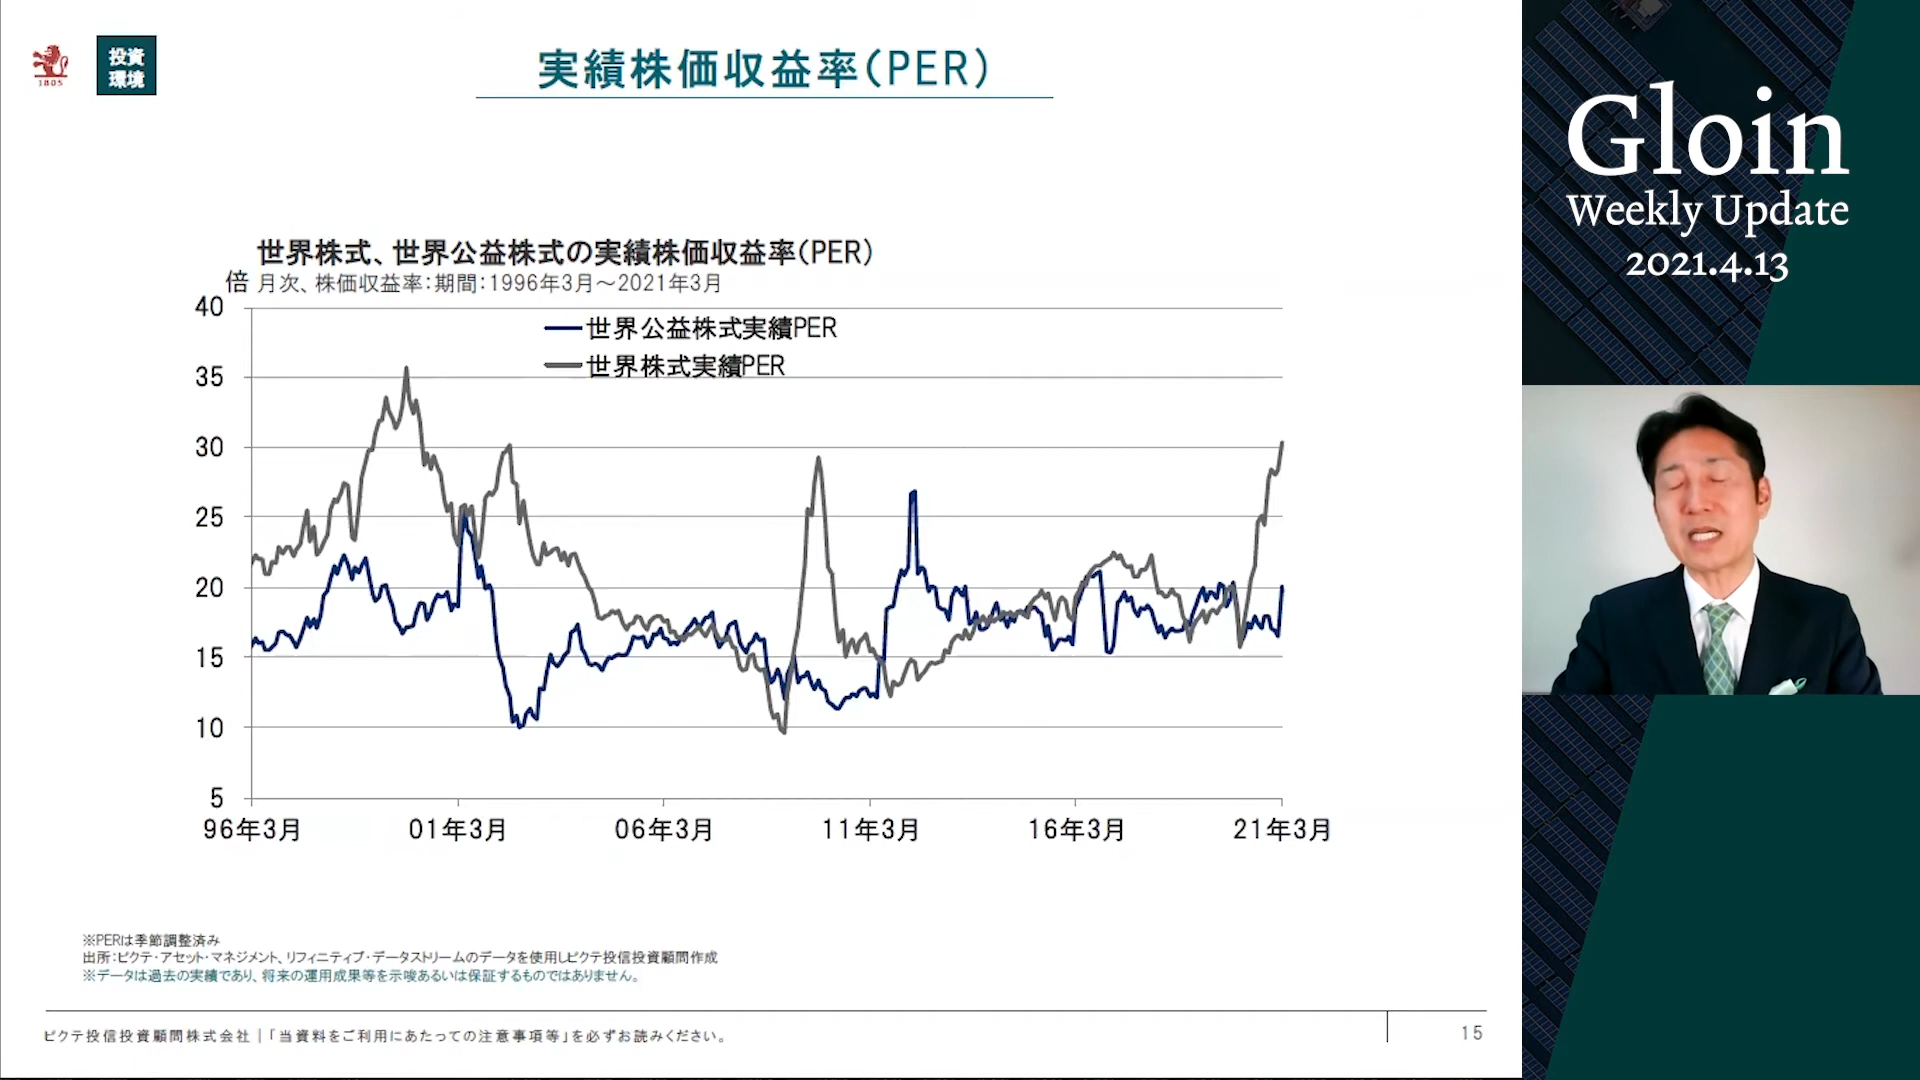 1805
投資
環境
実績株価収益率(PER)
世界株式、世界公益株式の実績株価収益率(PER)
倍 月次、株価収益率:期間:1996年3月~2021年3月
40
35
30
25
20
15
10
5
世界公益株式実績PER
世界株式実績PER
96年3月 01年3月 06年3月 11年3月 16年3月 21年3月
※PERは季節調整済み
出所:ピクテ・アセット・マネジメント、リフィニティブ・データストリームのデータを使用しピクテ投信投資顧問作成
※データは過去の実績であり、将来の運用成果等を示唆あるいは保証するものではありません。
ピクテ投信投資顧問株式会社 | 「当資料をご利用にあたっての注意事項等」を必ずお読みください。
15
Gloin
Weekly Update
2021.4.13